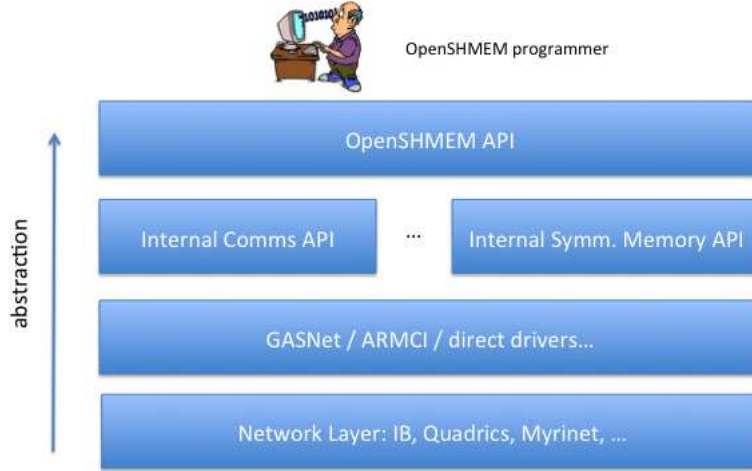 101010
OpenSHMEM programmer
OpenSHMEM API
Internal Comms API
...
Internal Symm. Memory API
GASNet / ARMCI / direct drivers...
Network Layer: IB, Quadrics, Myrinet, ...
abstraction